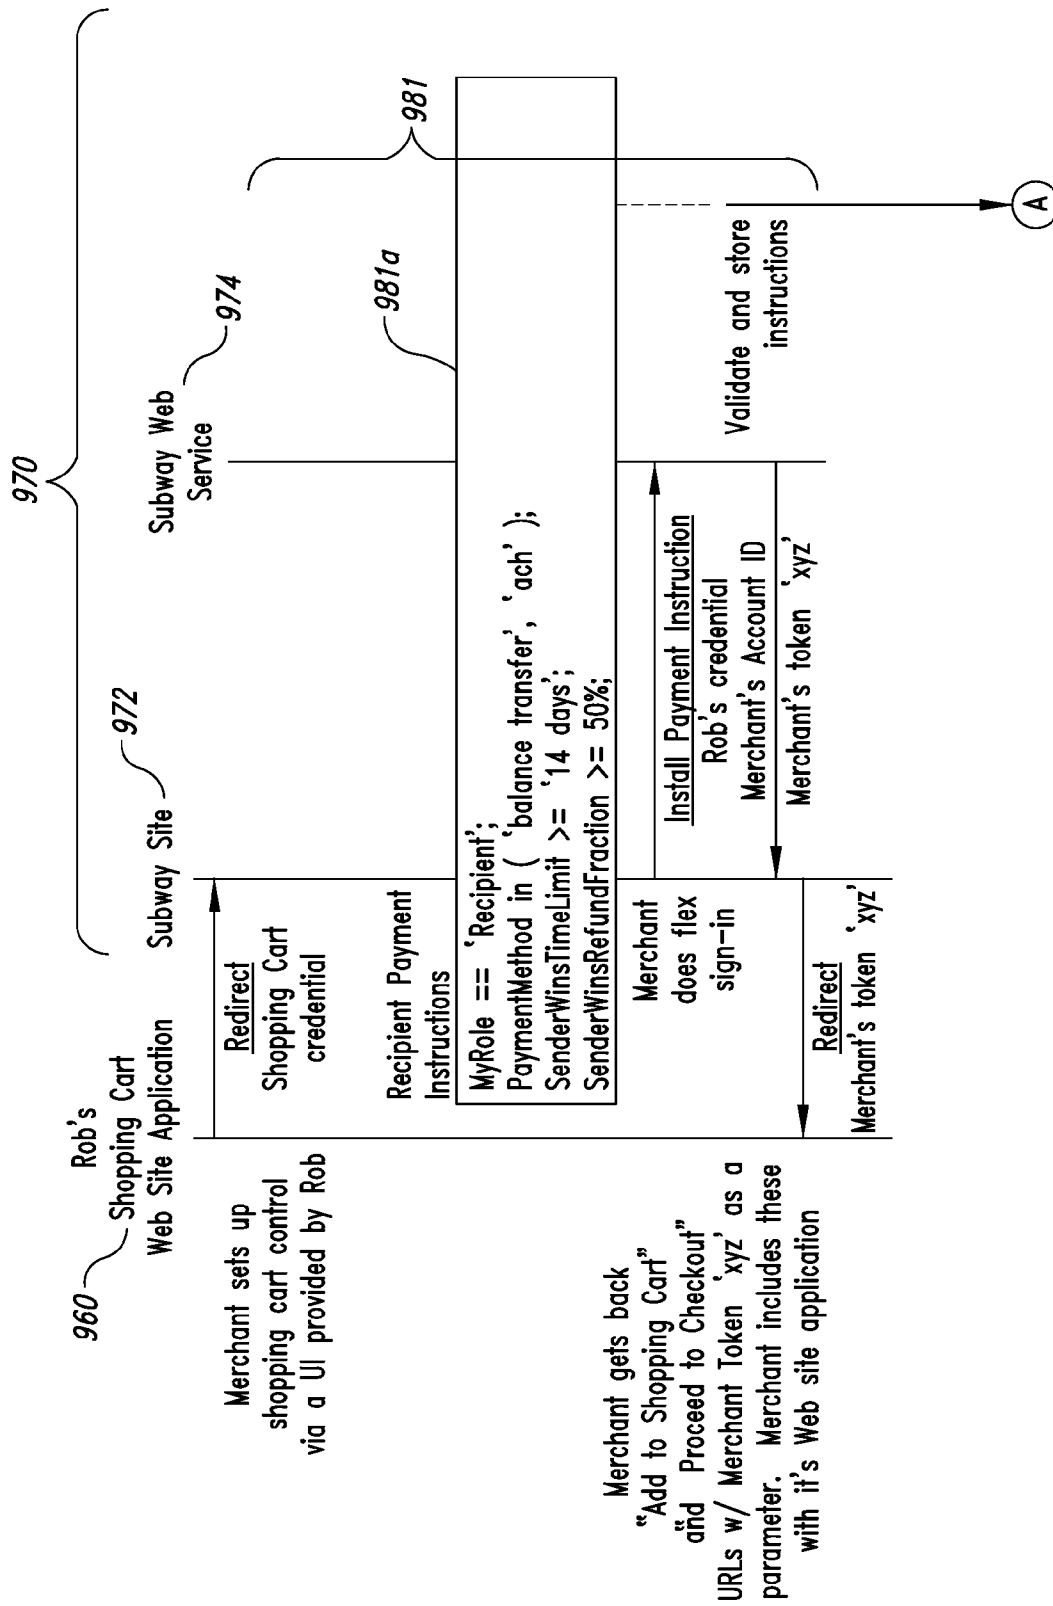 970
Rob's
960 Shopping Cart
Web Site Application
Subway Site 972
Subway Web
Service
974
Merchant sets up
shopping cart control
via a UI provided by Rob
Redirect
Shopping Cart
credential
981
Recipient Payment
Instructions
981a
MyRole == ‘Recipient’;
PaymentMethod in ( ‘balance transfer’, ‘ach’ );
SenderWinsTimeLimit >= ‘14 days’;
SenderWinsRefundFraction >= 50%;
Merchant
does flex
sign–in
Install Payment Instruction
Rob's credential
Merchant's Account ID
Merchant's token ‘xyz’
Validate and store
instructions
Merchant gets back
“Add to Shopping Cart”
“and Proceed to Checkout”
URLs w/ Merchant Token ‘xyz’ as a
parameter. Merchant includes these
with it's Web site application
Redirect
Merchant's token ‘xyz’
A